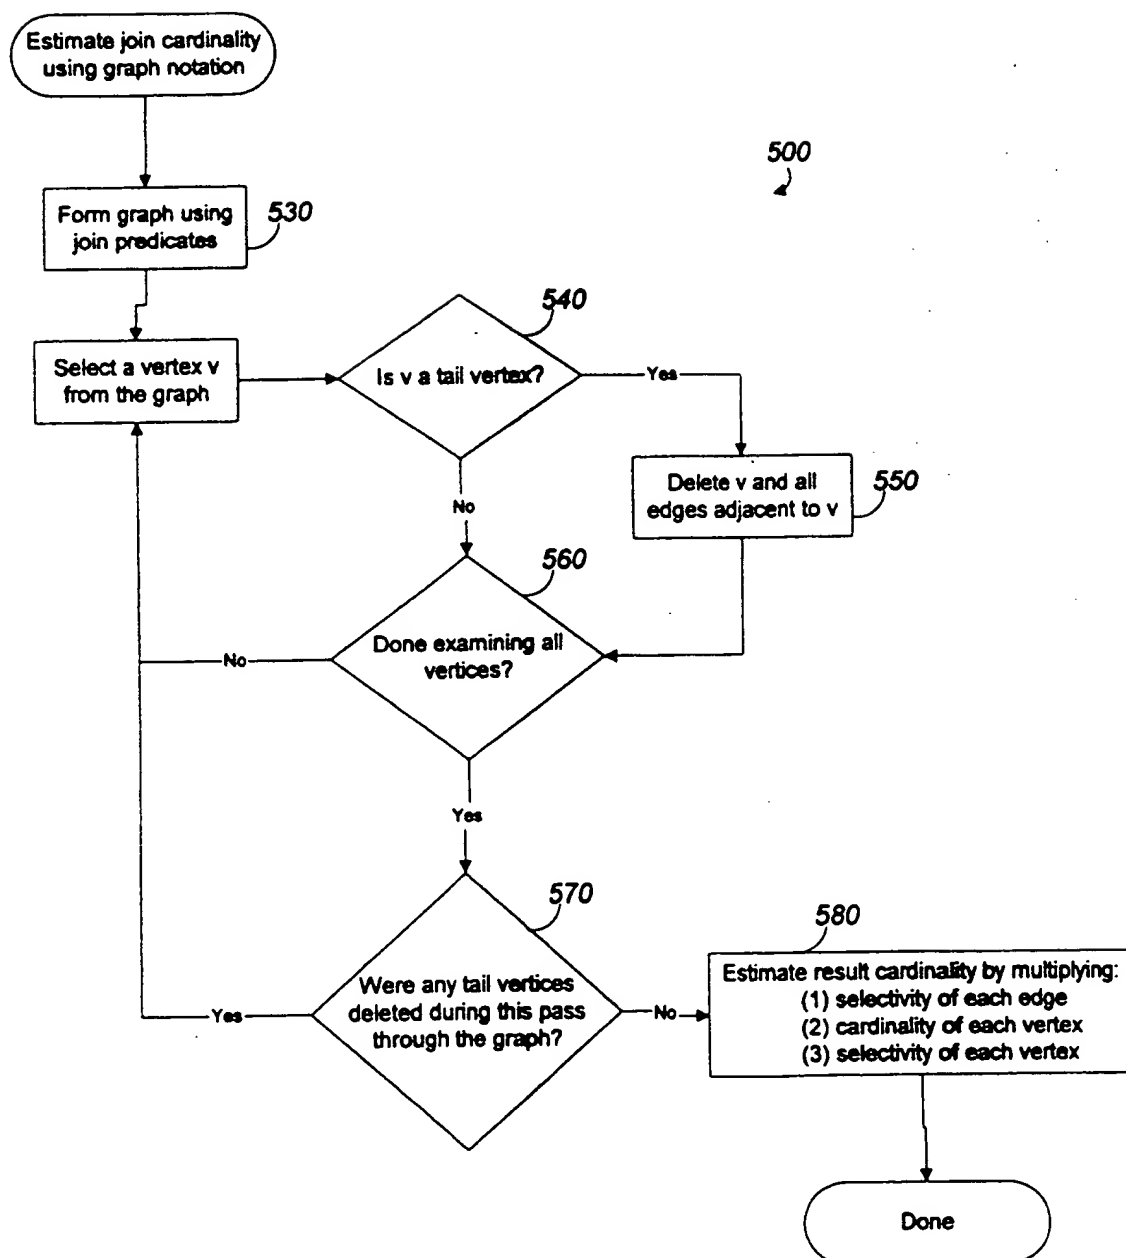 Estimate join cardinality
using graph notation
500
Form graph using
join predicates
530
540
Select a vertex v
from the graph
Is v a tail vertex?
Yes
Delete v and all
edges adjacent to v
550
No
560
Done examining all
vertices?
No
Yes
570
580
Were any tail vertices
deleted during this pass
through the graph?
Yes
No
Estimate result cardinality by multiplying:
(1) selectivity of each edge
(2) cardinality of each vertex
(3) selectivity of each vertex
Done